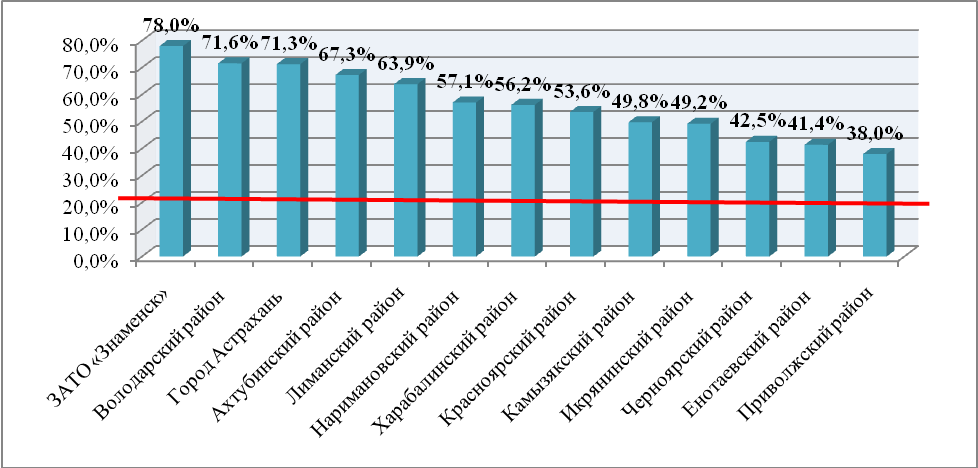 78,0%
71,6%
71,3%
67,3%
63,9%
57,1%
56,2%
53,6%
49,8%
49,2%
42,5%
41,4%
38,0%
80,0%
70,0%
60,0%
50,0%
40,0%
30,0%
20,0%
10,0%
0,0%
ЗАТО «Знаменск»
Володарский район
Город Астрахань
Ахтубинский район
Лиманский район
Наримановский район
Харабалинский район
Красноярский район
Камызякский район
Икрянинский район
Черноярский район
Енотаевский район
Приволжский район